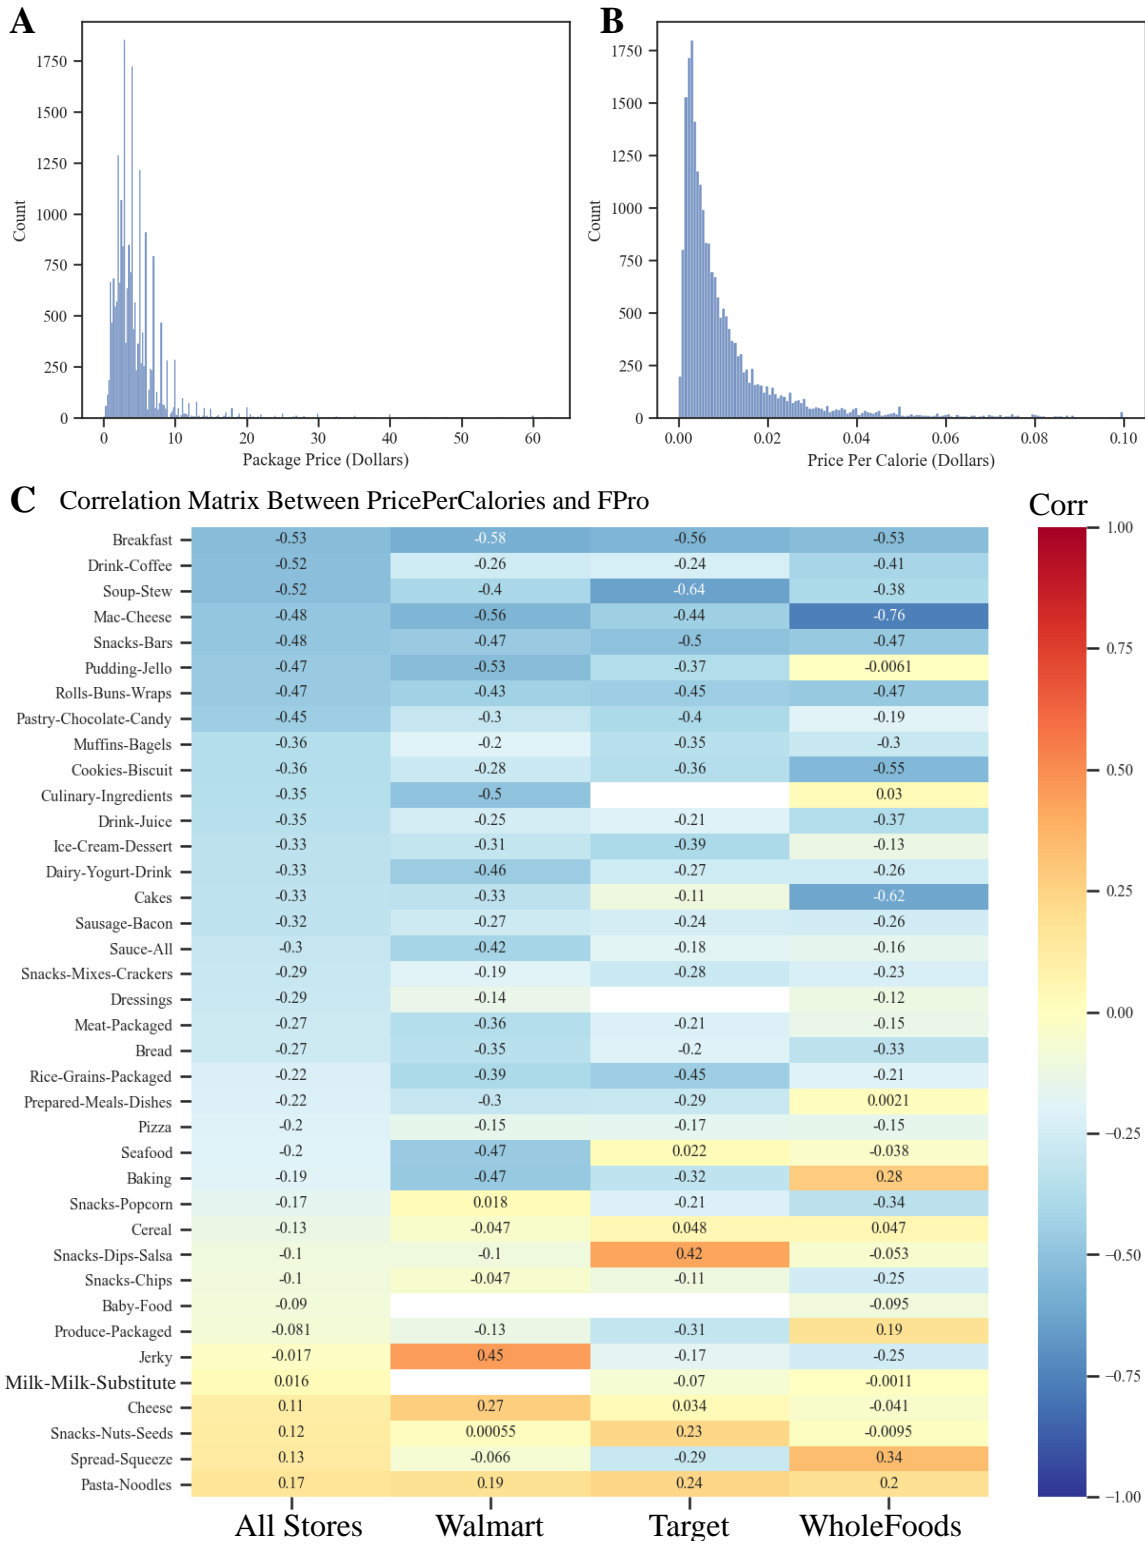 A
B
1750
1500
1250
1000
750
500
250
0
Count
0 10 20 30 40 50 60
Package Price (Dollars)
1750
1500
1250
1000
750
500
250
0
Count
0.00 0.02 0.04 0.06 0.08 0.10
Price Per Calorie (Dollars)
C Correlation Matrix Between PricePerCalories and FPro
Corr
Breakfast -0.53 -0.58 -0.56 -0.53
Drink-Coffee -0.52 -0.26 -0.24 -0.41
Soup-Stew -0.52 -0.4 -0.64 -0.38
Mac-Cheese -0.48 -0.56 -0.44 -0.76
Snacks-Bars -0.48 -0.47 -0.5 -0.47
Pudding-Jello -0.47 -0.53 -0.37 -0.0061
Rolls-Buns-Wraps -0.47 -0.43 -0.45 -0.47
Pastry-Chocolate-Candy -0.45 -0.3 -0.4 -0.19
Muffins-Bagels -0.36 -0.2 -0.35 -0.3
Cookies-Biscuit -0.36 -0.28 -0.36 -0.55
Culinary-Ingredients -0.35 -0.5 0.03
Drink-Juice -0.35 -0.25 -0.21 -0.37
Ice-Cream-Dessert -0.33 -0.31 -0.39 -0.13
Dairy-Yogurt-Drink -0.33 -0.46 -0.27 -0.26
Cakes -0.33 -0.33 -0.11 -0.62
Sausage-Bacon -0.32 -0.27 -0.24 -0.26
Sauce-All -0.3 -0.42 -0.18 -0.16
Snacks-Mixes-Crackers -0.29 -0.19 -0.28 -0.23
Dressings -0.29 -0.14 -0.12
Meat-Packaged -0.27 -0.36 -0.21 -0.15
Bread -0.27 -0.35 -0.2 -0.33
Rice-Grains-Packaged -0.22 -0.39 -0.45 -0.21
Prepared-Meals-Dishes -0.22 -0.3 -0.29 0.0021
Pizza -0.2 -0.15 -0.17 -0.15
Seafood -0.2 -0.47 0.022 -0.038
Baking -0.19 -0.47 -0.32 0.28
Snacks-Popcorn -0.17 0.018 -0.21 -0.34
Cereal -0.13 -0.047 0.048 0.047
Snacks-Dips-Salsa -0.1 -0.1 0.42 -0.053
Snacks-Chips -0.1 -0.047 -0.11 -0.25
Baby-Food -0.09 -0.095
Produce-Packaged -0.081 -0.13 -0.31 0.19
Jerky -0.017 0.45 -0.17 -0.25
Milk-Milk-Substitute 0.016 -0.07 -0.0011
Cheese 0.11 0.27 0.034 -0.041
Snacks-Nuts-Seeds 0.12 0.00055 0.23 -0.0095
Spread-Squeeze 0.13 -0.066 -0.29 0.34
Pasta-Noodles 0.17 0.19 0.24 0.2
All Stores Walmart Target WholeFoods
1.00
0.75
0.50
0.25
0.00
−0.25
−0.50
−0.75
−1.00